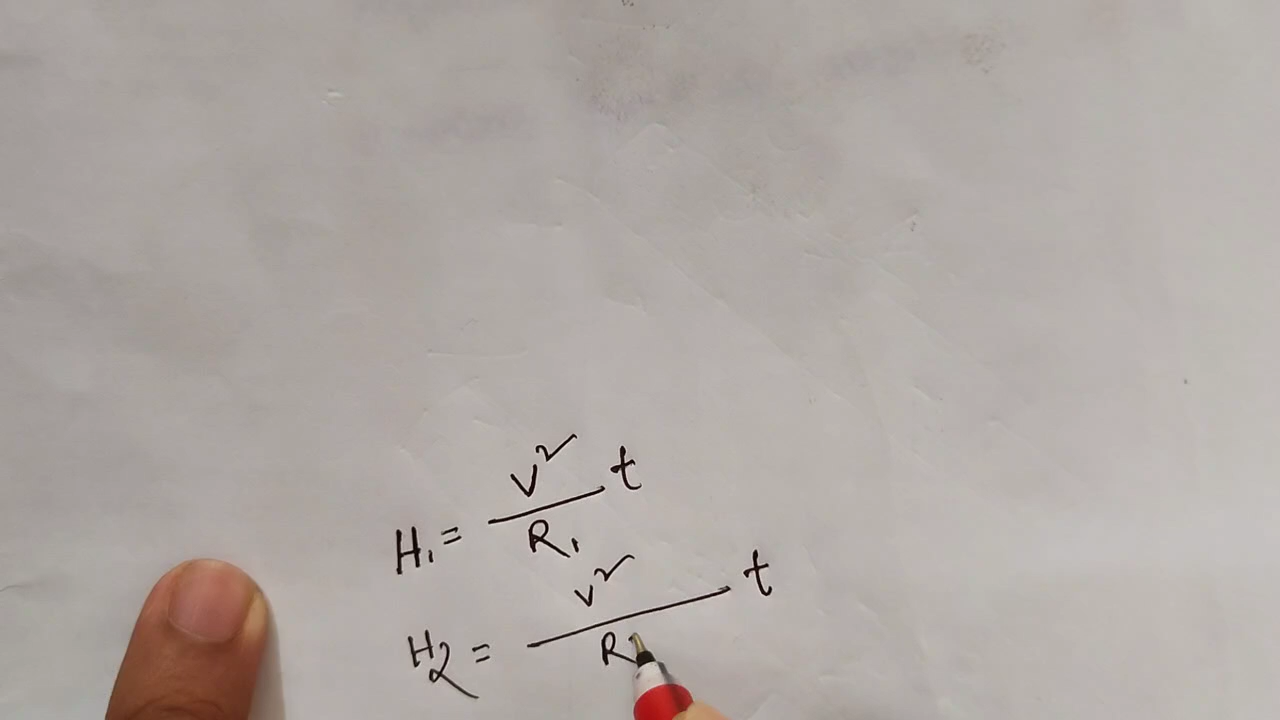 H₁ = V²/R₁ t
H₂ = V²/R t